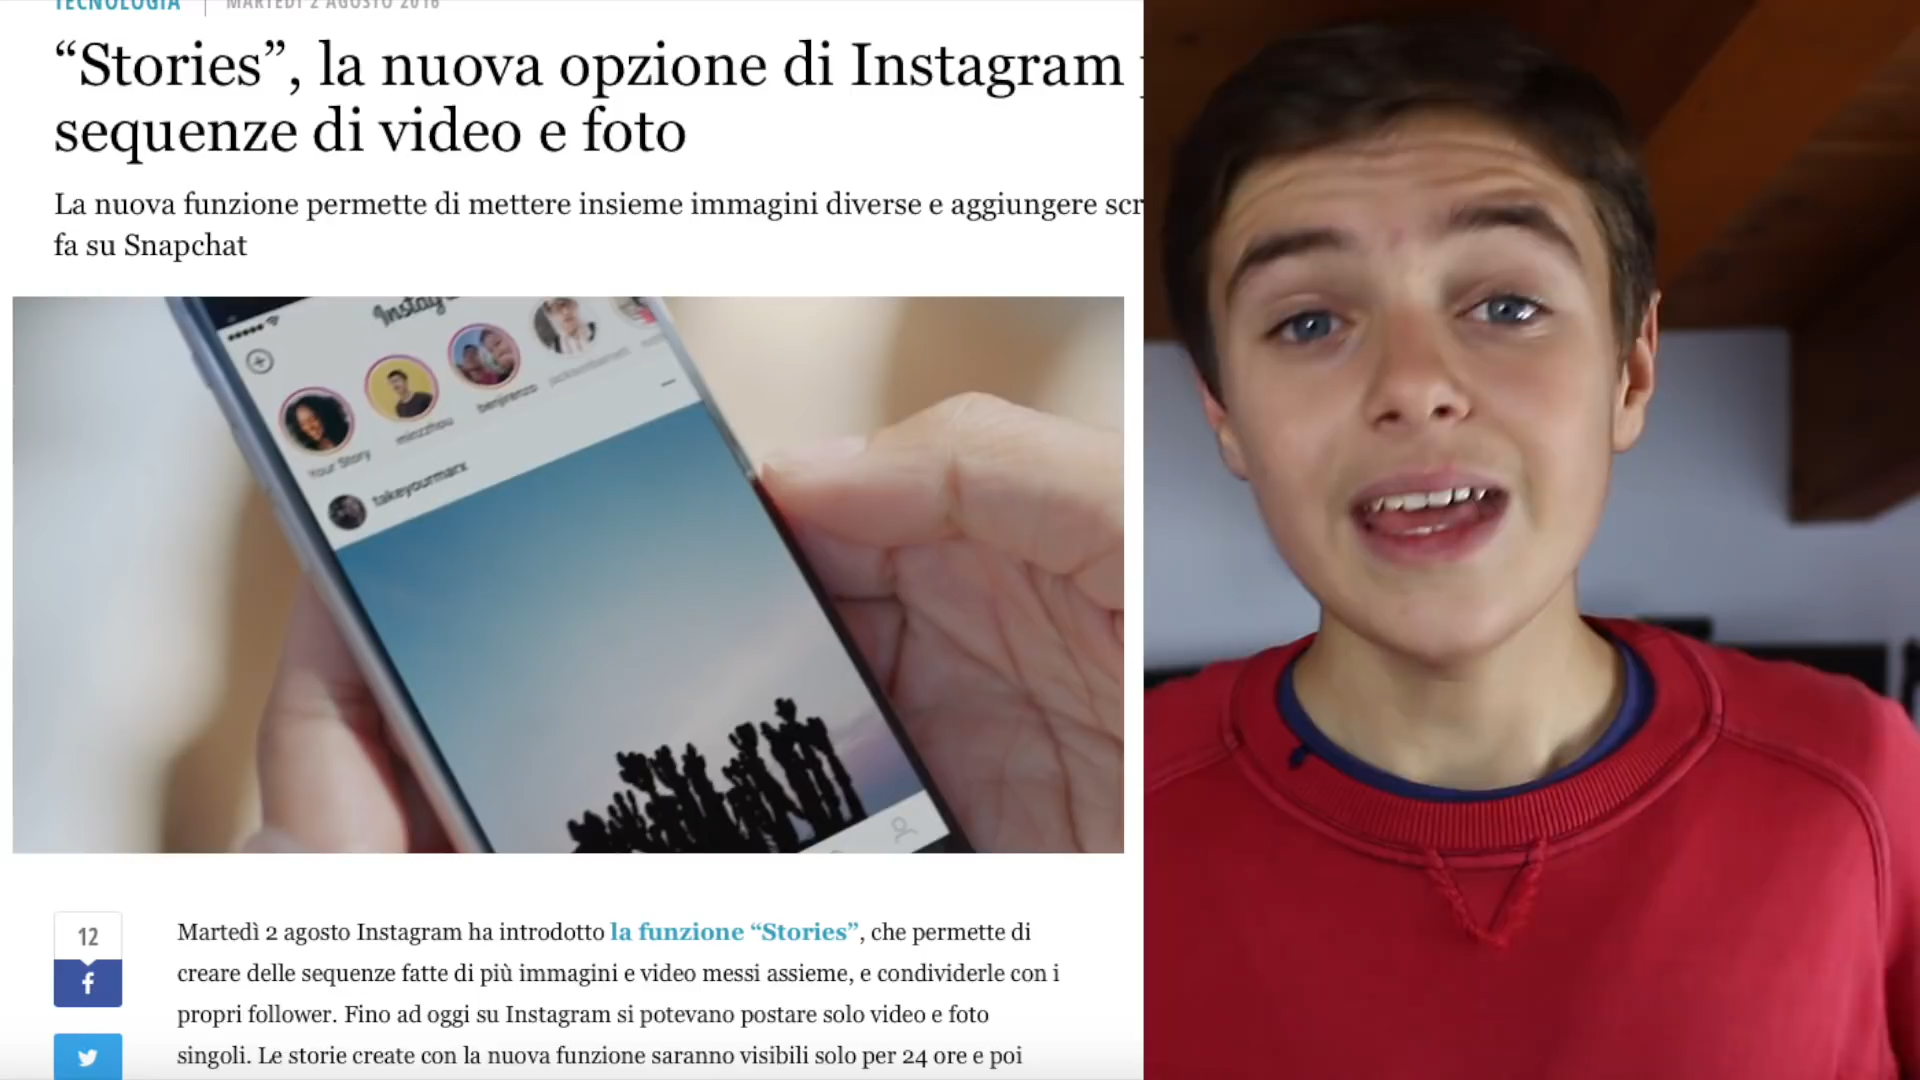 TECNOLOGIA | MARTEDÌ 2 AGOSTO 2016
“Stories”, la nuova opzione di Instagram
sequenze di video e foto
La nuova funzione permette di mettere insieme immagini diverse e aggiungere scr
fa su Snapchat
Instag
Your Story
minzzhou
benjirenzo
takeyourmarx
12
f
Martedì 2 agosto Instagram ha introdotto la funzione “Stories”, che permette di
creare delle sequenze fatte di più immagini e video messi assieme, e condividerle con i
propri follower. Fino ad oggi su Instagram si potevano postare solo video e foto
singoli. Le storie create con la nuova funzione saranno visibili solo per 24 ore e poi